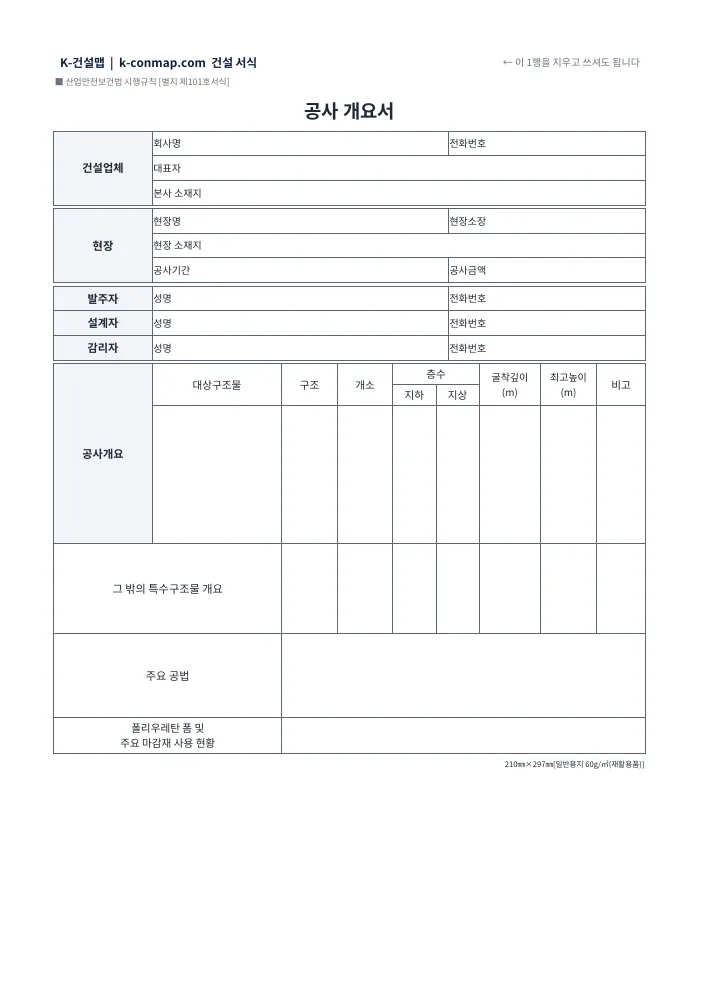 K-건설맵 | k-conmap.com 건설 서식
← 이 1행을 지우고 쓰셔도 됩니다
■ 산업안전보건법 시행규칙 [별지 제101호서식]
공사 개요서
건설업체
회사명
전화번호
대표자
본사 소재지
현장
현장명
현장소장
현장 소재지
공사기간
공사금액
발주자
성명
전화번호
설계자
성명
전화번호
감리자
성명
전화번호
공사개요
대상구조물
구조
개소
층수
지하
지상
굴착깊이
(m)
최고높이
(m)
비고
그 밖의 특수구조물 개요
주요 공법
폴리우레탄 폼 및
주요 마감재 사용 현황
210㎜×297㎜[일반용지 60g/㎡(재활용품)]